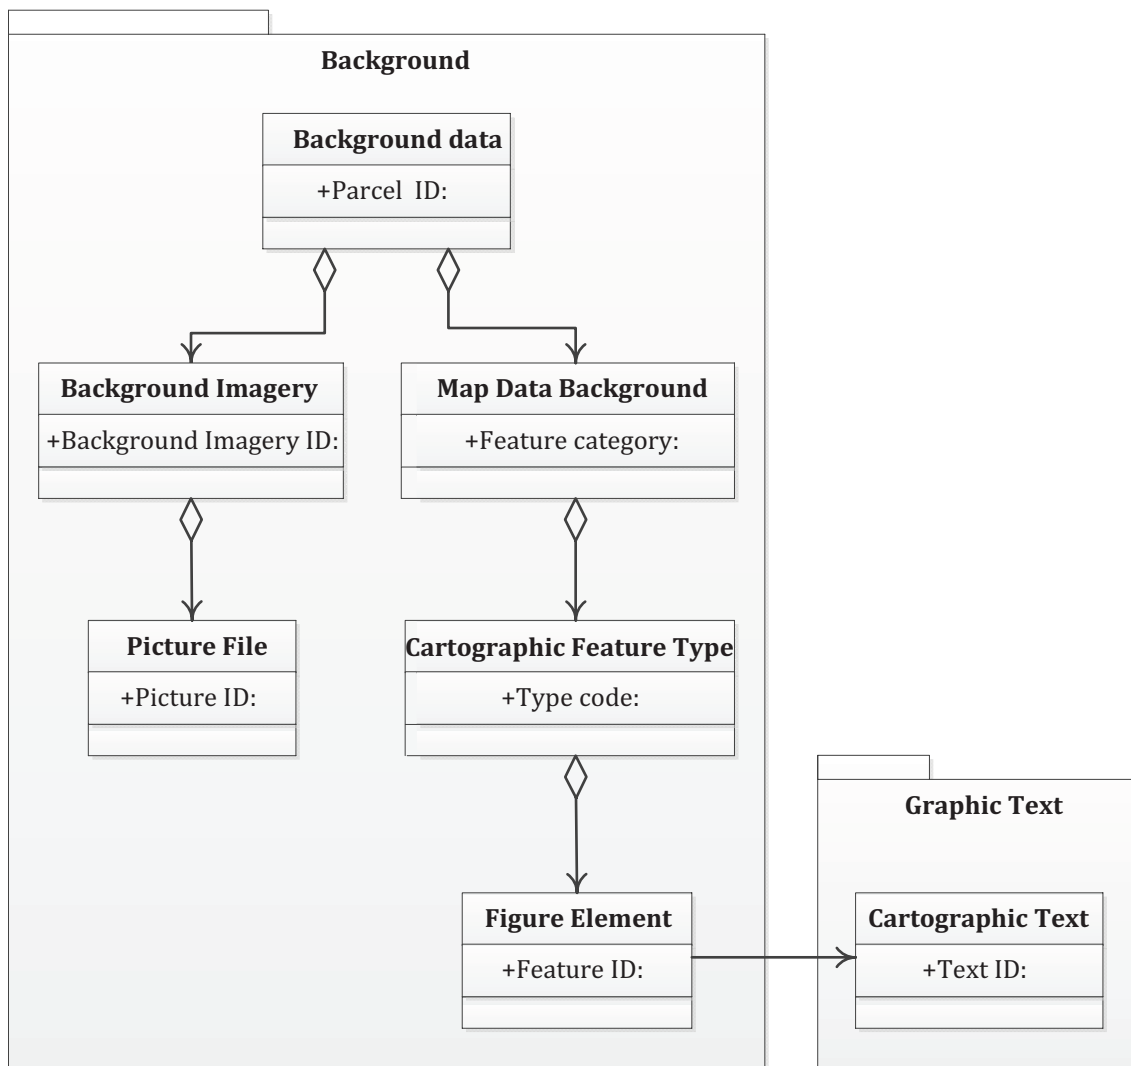 Background
Background data
+Parcel ID:
Background Imagery
+Background Imagery ID:
Map Data Background
+Feature category:
Picture File
+Picture ID:
Cartographic Feature Type
+Type code:
Graphic Text
Figure Element
+Feature ID:
Cartographic Text
+Text ID: